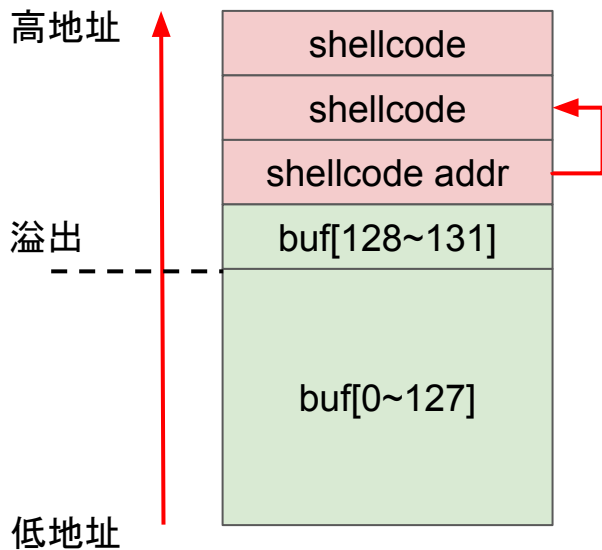 高地址
shellcode
shellcode
shellcode addr
溢出
buf[128~131]
buf[0~127]
低地址